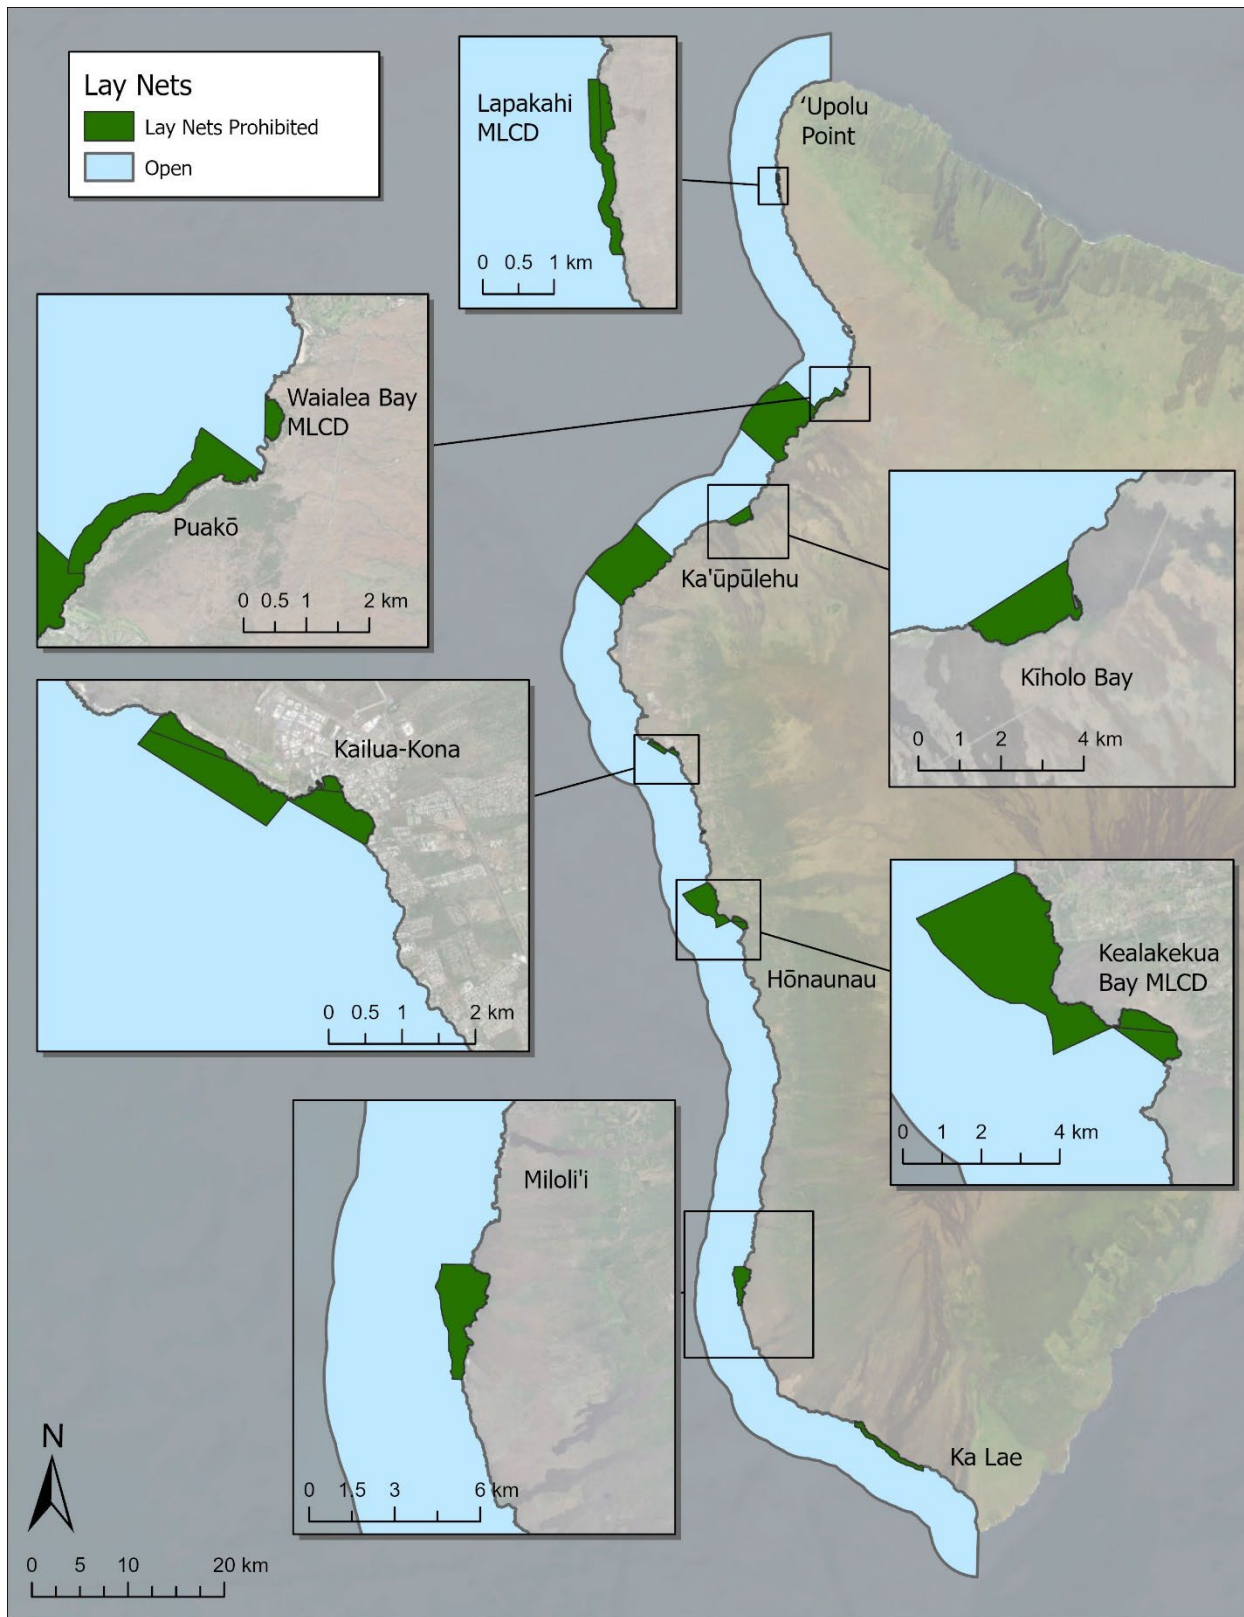 Lay Nets
Lay Nets Prohibited
Open
Lapakahi
MLCD
0 0.5 1 km
ʻUpolu
Point
Waialea Bay
MLCD
Puakō
0 0.5 1 2 km
Ka'ūpūlehu
Kīholo Bay
0 1 2 4 km
Kailua-Kona
0 0.5 1 2 km
Hōnaunau
Kealakekua
Bay MLCD
0 1 2 4 km
Miloli'i
0 1.5 3 6 km
Ka Lae
N
0 5 10 20 km